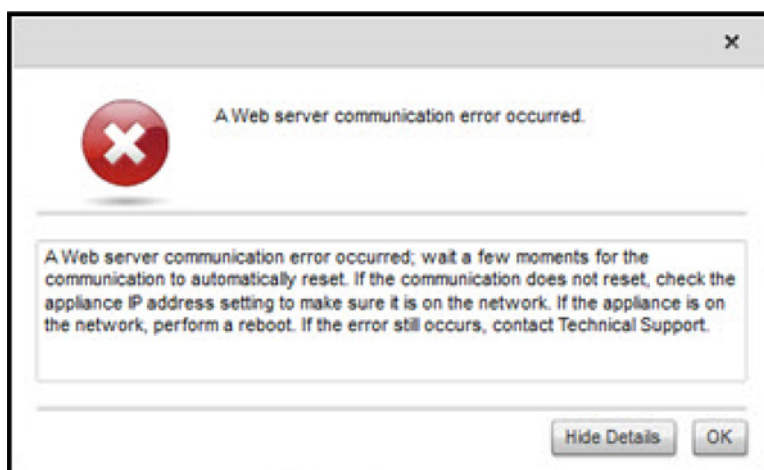 A Web server communication error occurred.
A Web server communication error occurred; wait a few moments for the
communication to automatically reset. If the communication does not reset, check the
appliance IP address setting to make sure it is on the network. If the appliance is on
the network, perform a reboot. If the error still occurs, contact Technical Support.
Hide Details OK